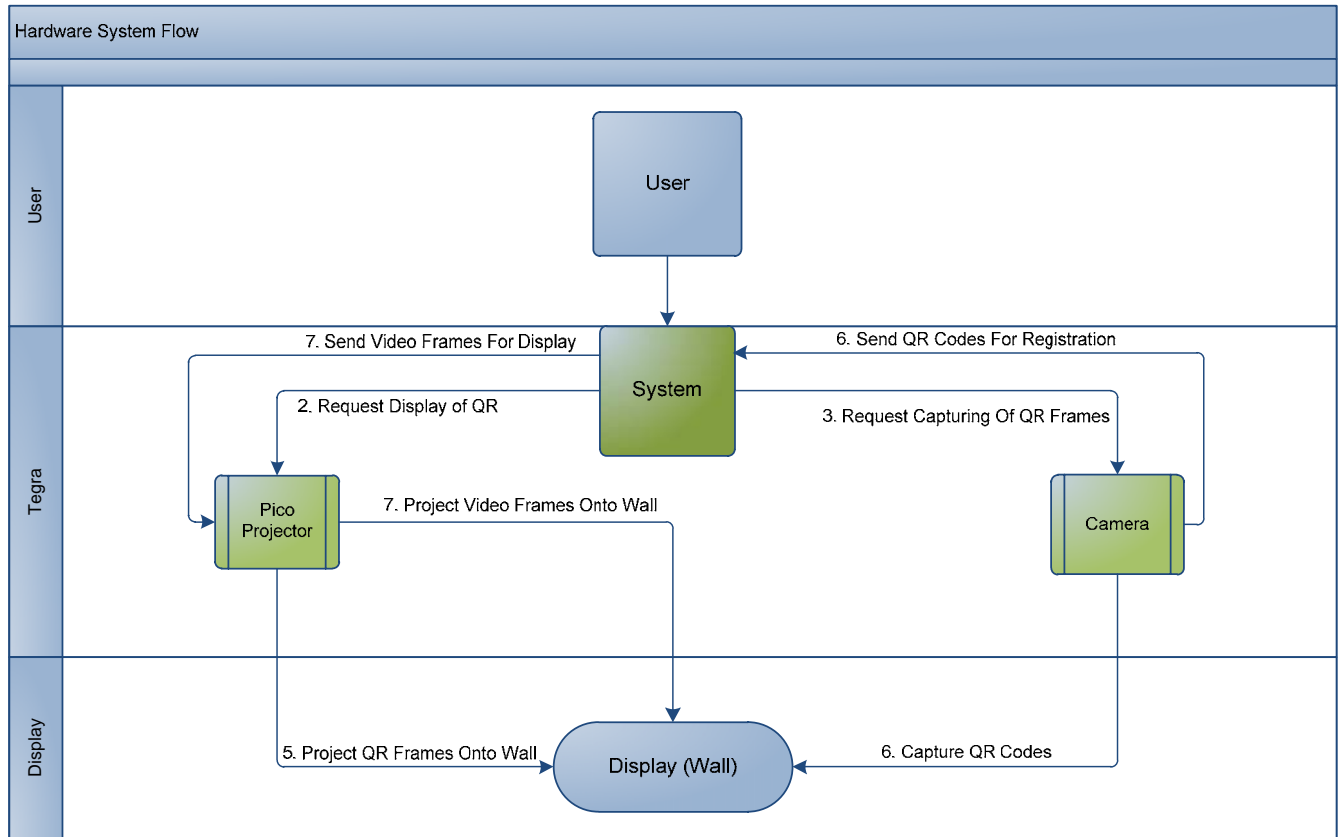 Hardware System Flow
User
User
Tegra
7. Send Video Frames For Display
6. Send QR Codes For Registration
System
2. Request Display of QR
3. Request Capturing Of QR Frames
Pico
Projector
7. Project Video Frames Onto Wall
Camera
Display
5. Project QR Frames Onto Wall
Display (Wall)
6. Capture QR Codes